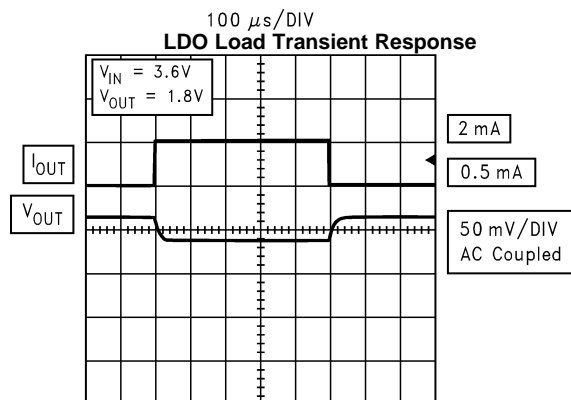 100 μs/DIV
LDO Load Transient Response
V_IN = 3.6V
V_OUT = 1.8V
2 mA
I_OUT
0.5 mA
V_OUT
50 mV/DIV
AC Coupled